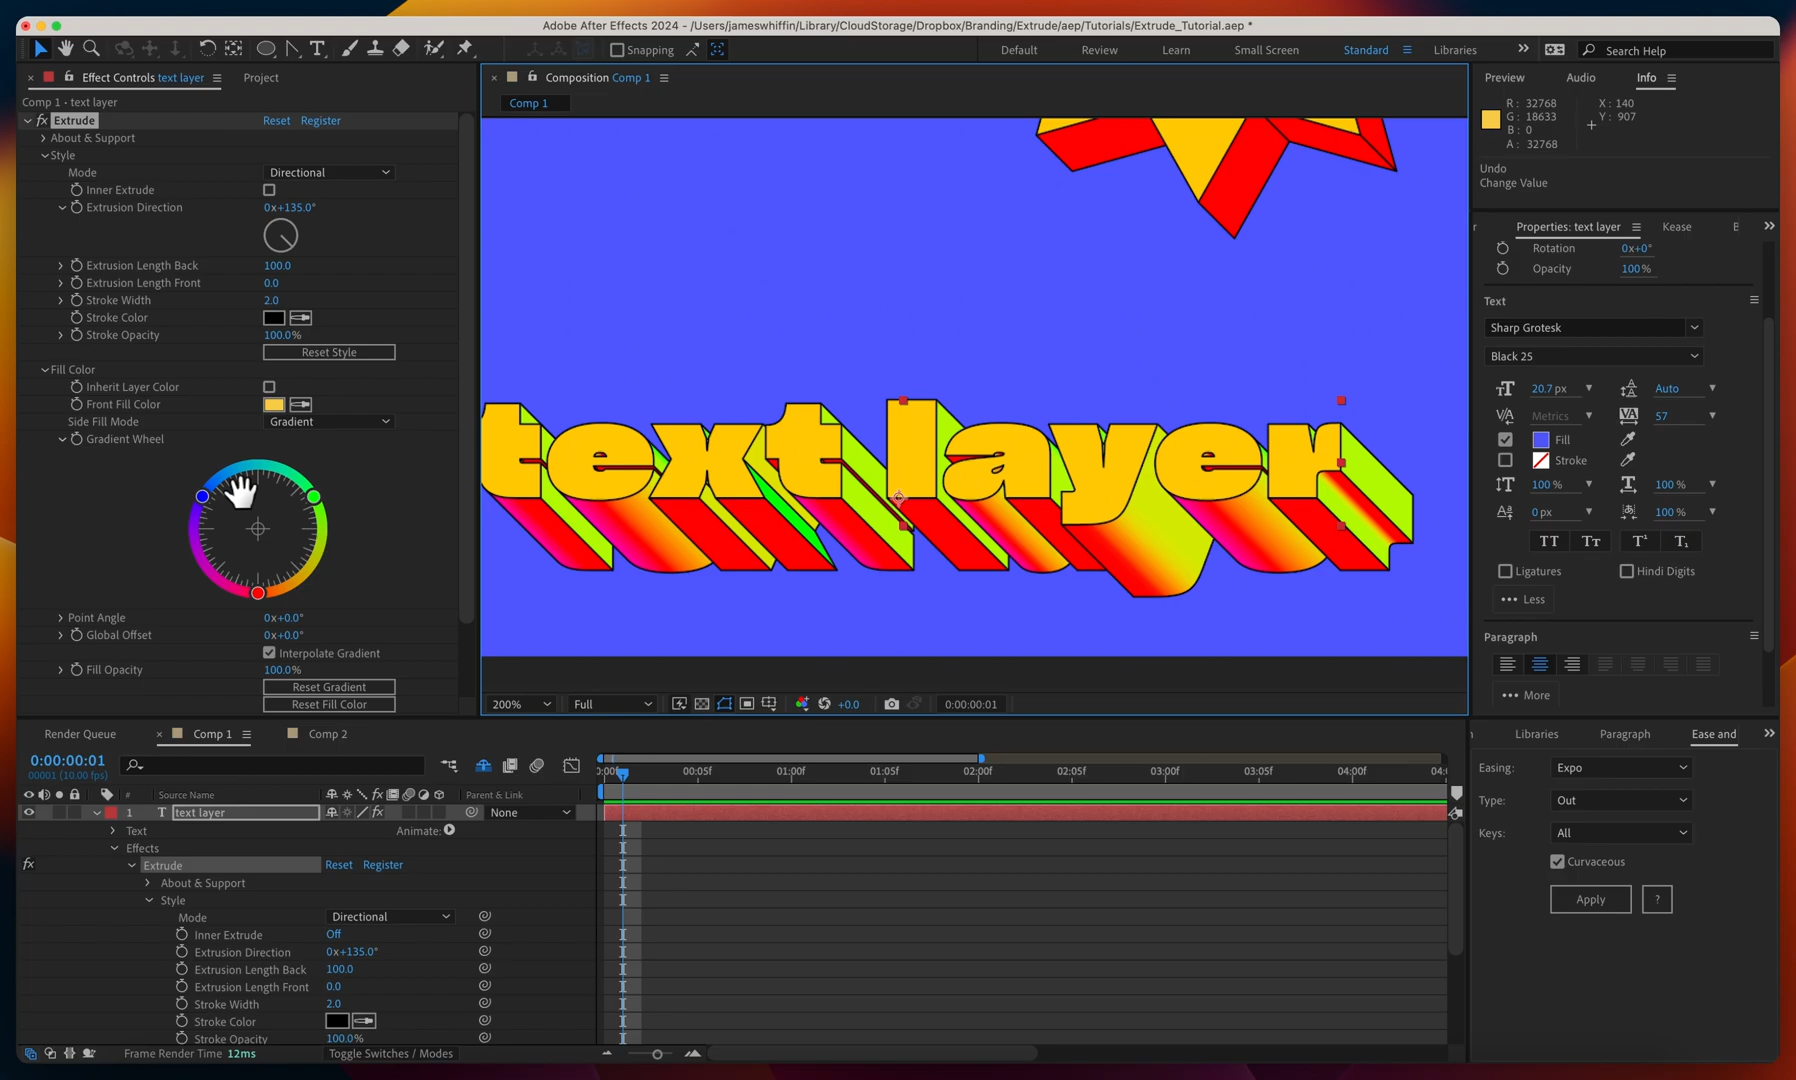 Adobe After Effects 2024 - /Users/jameswhiffin/Library/CloudStorage/Dropbox/Branding/Extrude/aep/Tutorials/Extrude_Tutorial.aep *
Snapping
Default
Review
Learn
Small Screen
Standard
Libraries
Search Help
Effect Controls text layer
Project
Comp 1 • text layer
fx Extrude
Reset
Register
About & Support
Style
Mode
Directional
Inner Extrude
Extrusion Direction
0x+135.0°
Extrusion Length Back
100.0
Extrusion Length Front
0.0
Stroke Width
2.0
Stroke Color
Stroke Opacity
100.0%
Reset Style
Fill Color
Inherit Layer Color
Front Fill Color
Side Fill Mode
Gradient
Gradient Wheel
Point Angle
0x+0.0°
Global Offset
0x+0.0°
Interpolate Gradient
Fill Opacity
100.0%
Reset Gradient
Reset Fill Color
Composition Comp 1
Comp 1
text layer
200%
Full
+0.0
0:00:00:01
Preview
Audio
Info
R: 32768
G: 18633
B: 0
A: 32768
X: 140
Y: 907
Undo
Change Value
Properties: text layer
Kease
Rotation
0x+0°
Opacity
100%
Text
Sharp Grotesk
Black 25
20.7 px
Auto
Metrics
57
Fill
Stroke
100 %
100 %
0 px
100 %
TT
Tt
T¹
T₁
Ligatures
Hindi Digits
Less
Paragraph
More
Render Queue
Comp 1
Comp 2
0:00:00:01
00001 (10.00 fps)
0:00f
00:05f
01:00f
01:05f
02:00f
02:05f
03:00f
03:05f
04:00f
#
Source Name
fx
Parent & Link
1
T
text layer
None
Text
Animate:
Effects
fx
Extrude
Reset
Register
About & Support
Style
Mode
Directional
Inner Extrude
Off
Extrusion Direction
0x+135.0°
Extrusion Length Back
100.0
Extrusion Length Front
0.0
Stroke Width
2.0
Stroke Color
Stroke Opacity
100.0%
Frame Render Time 12ms
Toggle Switches / Modes
Libraries
Paragraph
Ease and
Easing:
Expo
Type:
Out
Keys:
All
Curvaceous
Apply
?